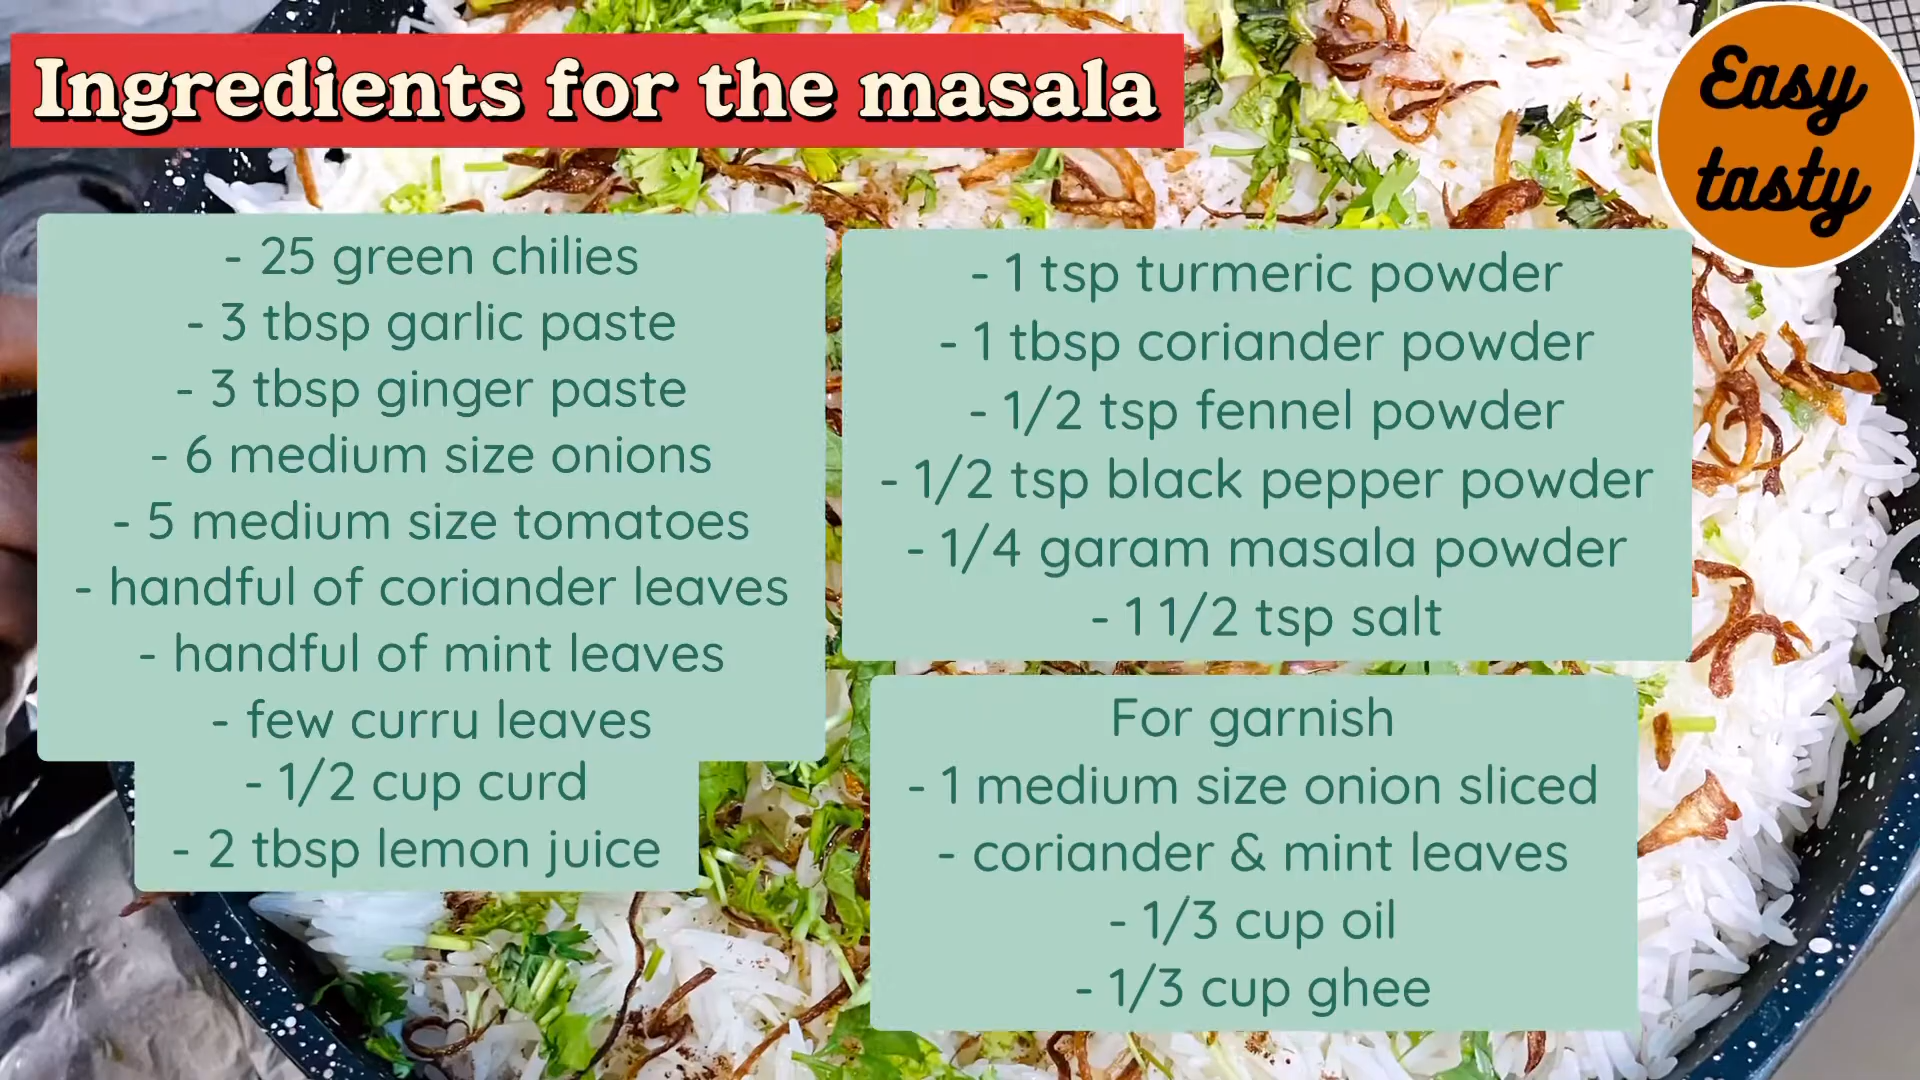 Ingredients for the masala
Easy
tasty
- 25 green chilies
- 3 tbsp garlic paste
- 3 tbsp ginger paste
- 6 medium size onions
- 5 medium size tomatoes
- handful of coriander leaves
- handful of mint leaves
- few curru leaves
- 1/2 cup curd
- 2 tbsp lemon juice
- 1 tsp turmeric powder
- 1 tbsp coriander powder
- 1/2 tsp fennel powder
- 1/2 tsp black pepper powder
- 1/4 garam masala powder
- 1 1/2 tsp salt
For garnish
- 1 medium size onion sliced
- coriander & mint leaves
- 1/3 cup oil
- 1/3 cup ghee